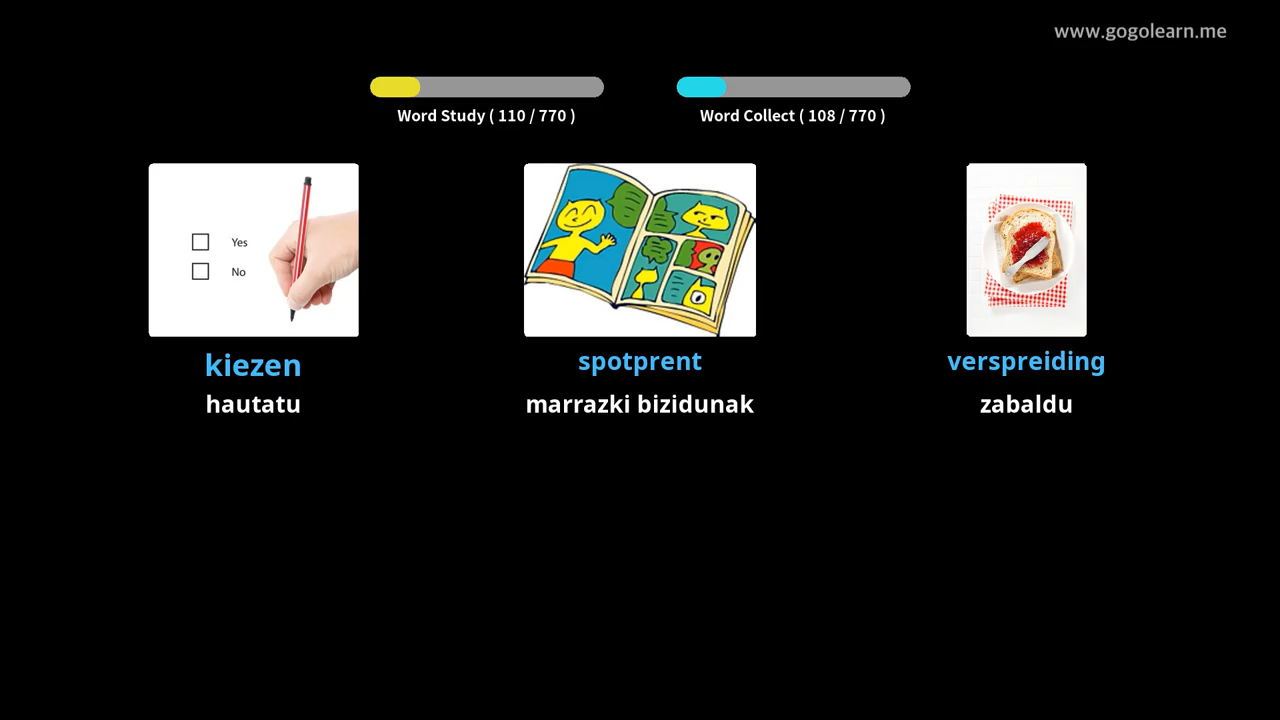 www.gogolearn.me
Word Study ( 110 / 770 )
Word Collect ( 108 / 770 )
Yes
No
kiezen
spotprent
verspreiding
hautatu
marrazki bizidunak
zabaldu